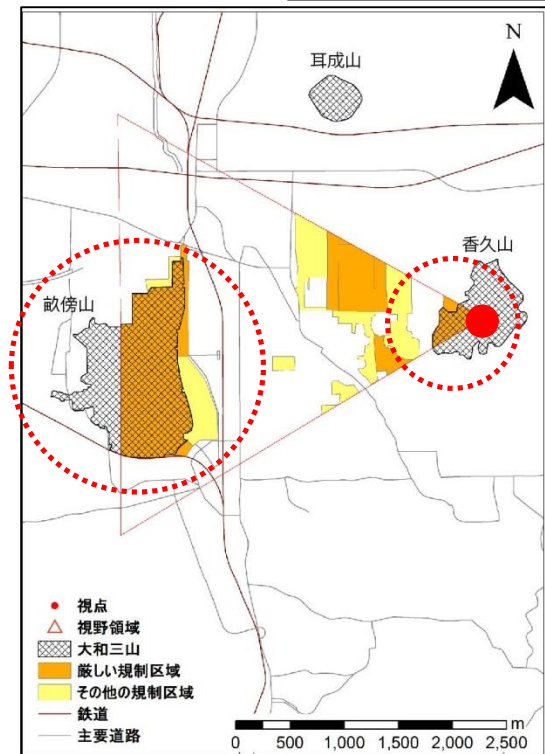 耳成山
N
香久山
畝傍山
視点
視野領域
大和三山
厳しい規制区域
その他の規制区域
鉄道
主要道路
0 500 1,000 1,500 2,000 2,500
m